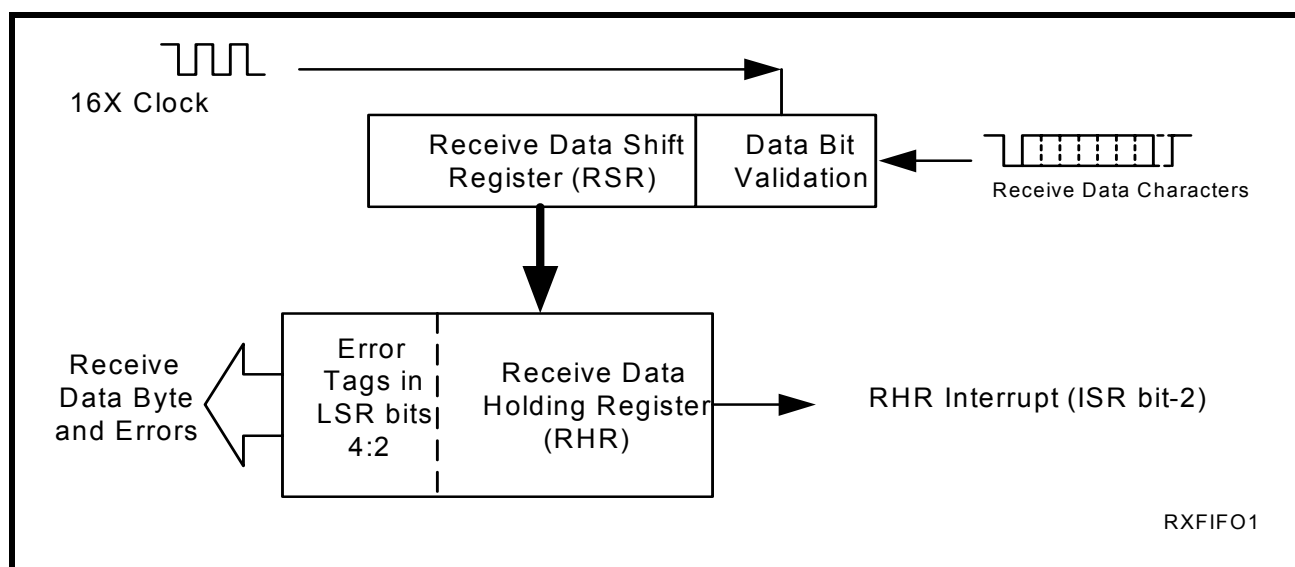 16X Clock
Receive Data Shift
Register (RSR)
Data Bit
Validation
Receive Data Characters
Receive
Data Byte
and Errors
Error
Tags in
LSR bits
4:2
Receive Data
Holding Register
(RHR)
RHR Interrupt (ISR bit-2)
RXFIFO1